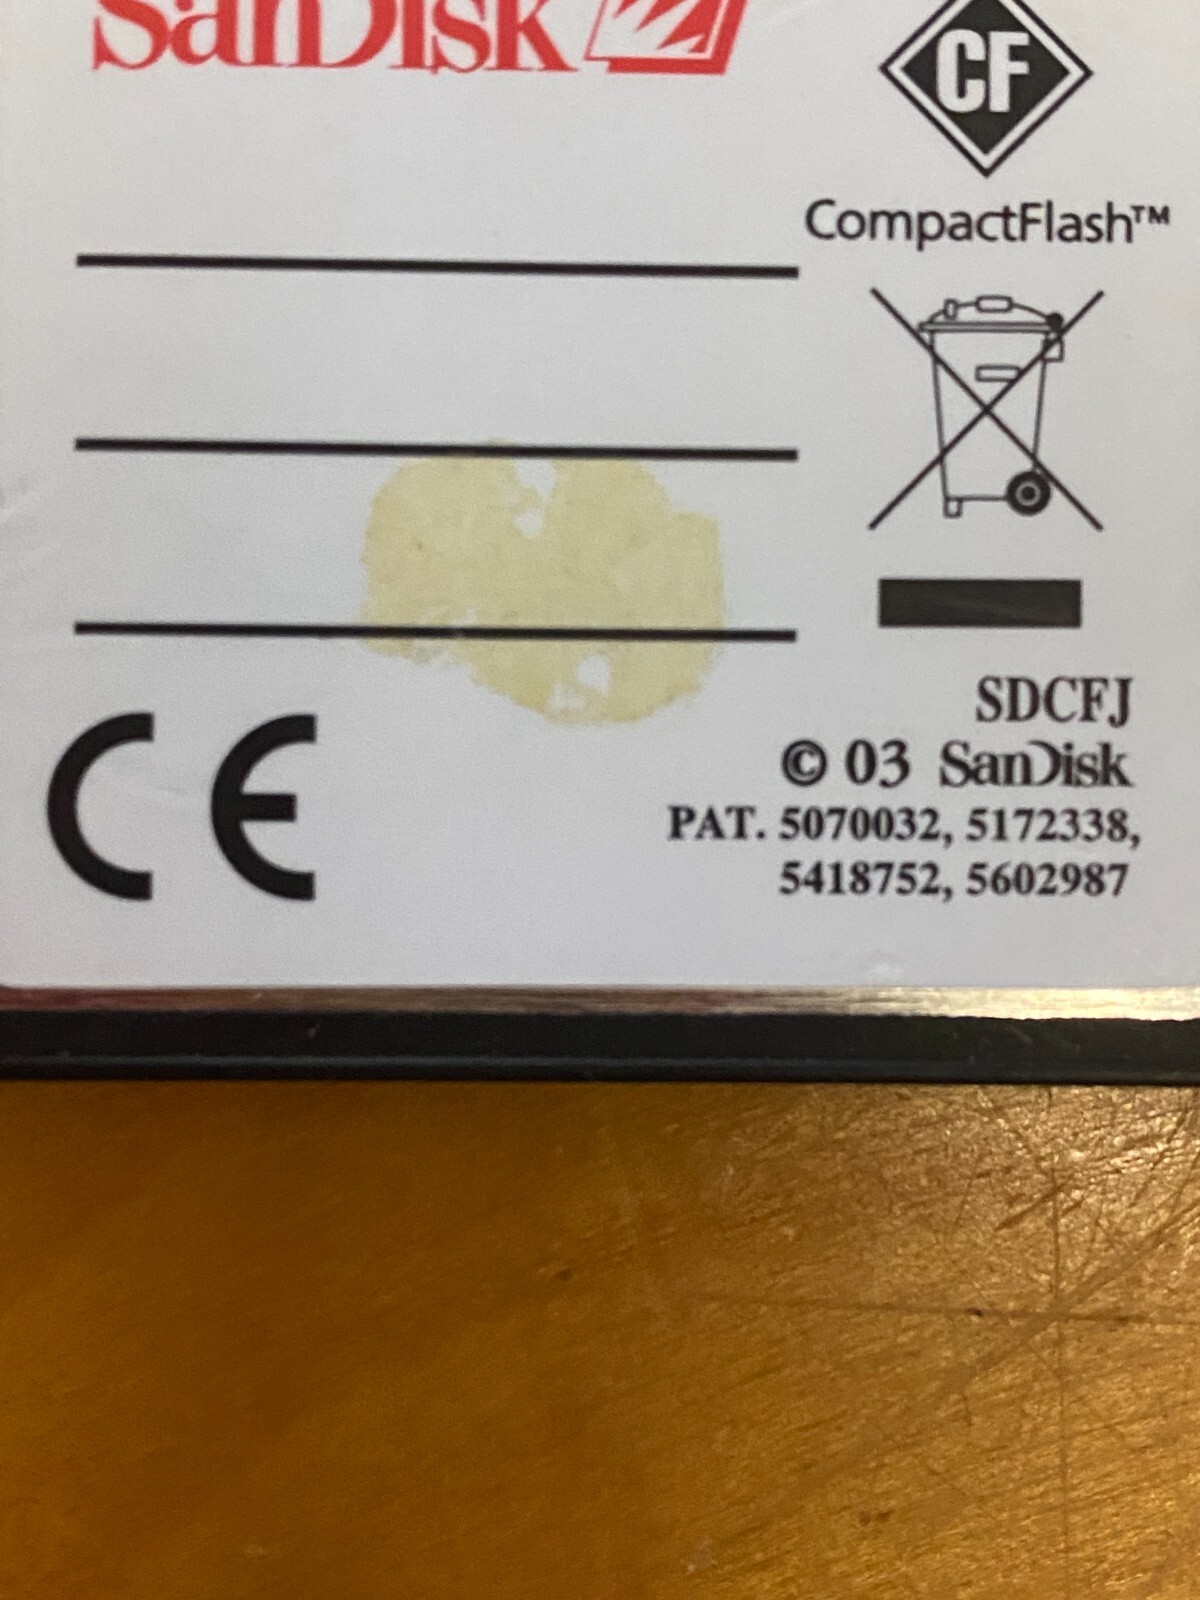 SanDisk
CF
CompactFlash™
CE
SDCFJ
© 03 SanDisk
PAT. 5070032, 5172338,
5418752, 5602987